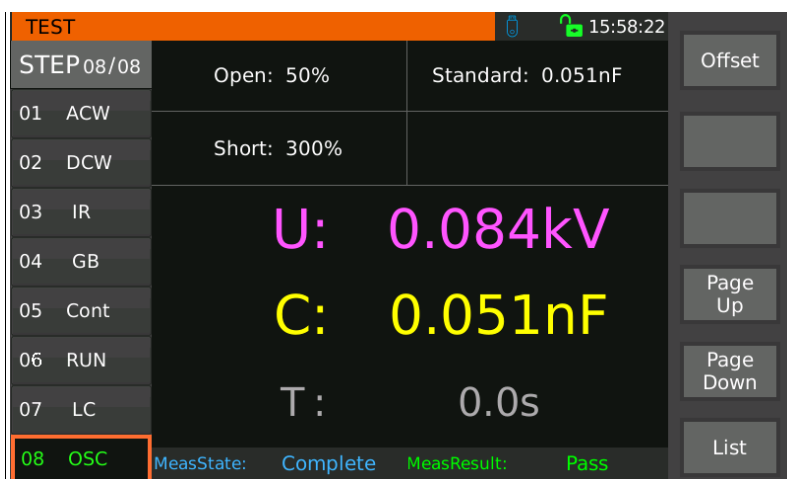 TEST
15:58:22
STEP 08/08
01 ACW
02 DCW
03 IR
04 GB
05 Cont
06 RUN
07 LC
08 OSC
Open: 50%
Standard: 0.051nF
Short: 300%
U: 0.084kV
C: 0.051nF
T: 0.0s
MeasState: Complete
MeasResult: Pass
Offset
Page
Up
Page
Down
List